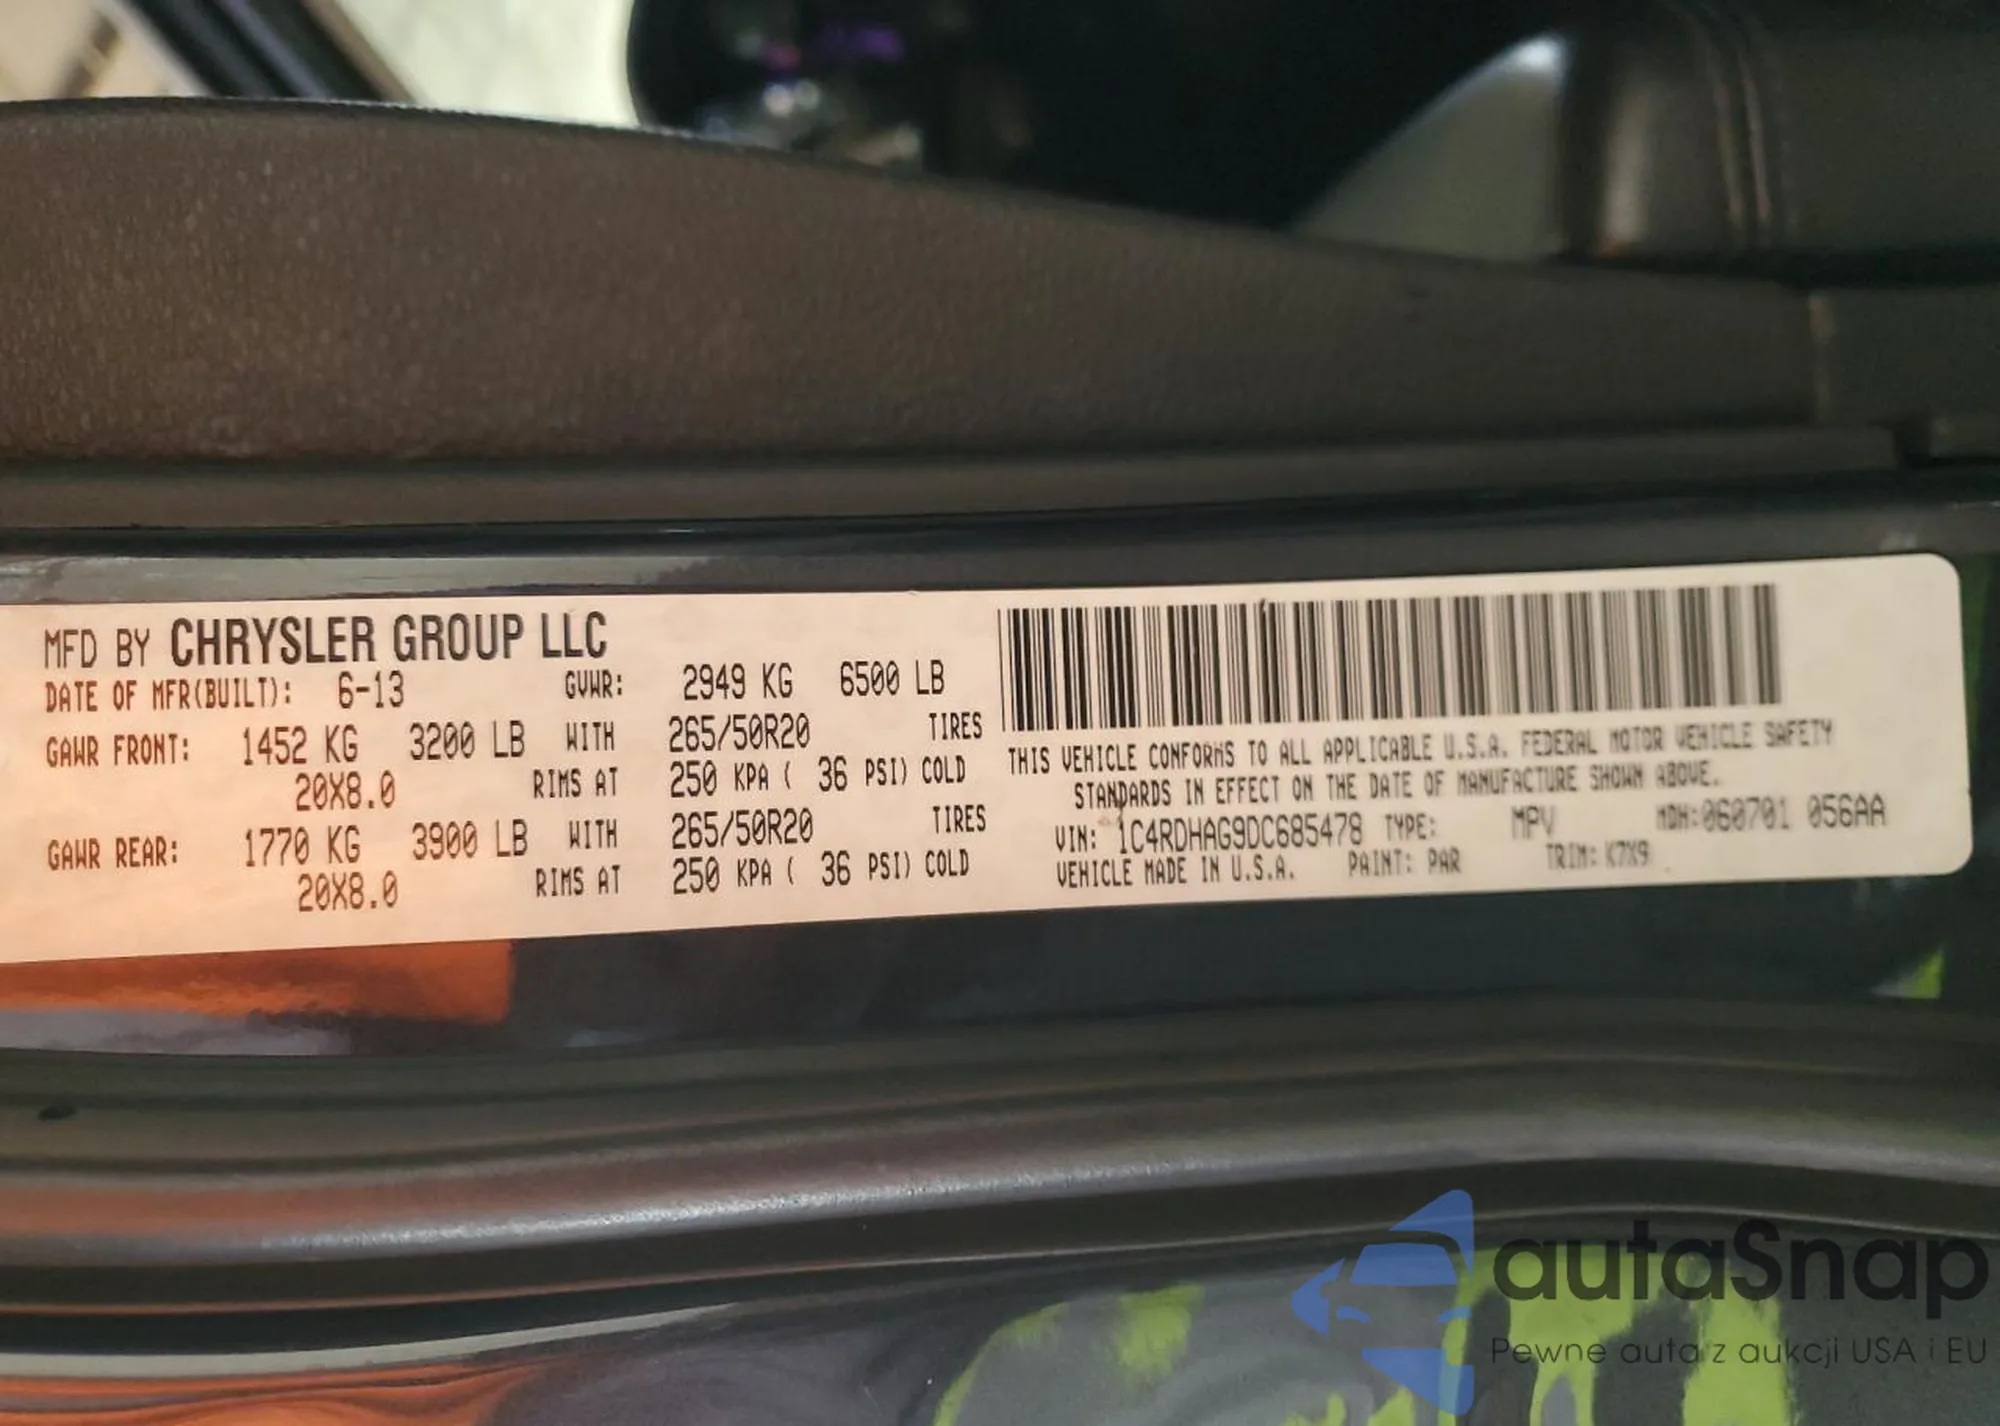 MFD BY CHRYSLER GROUP LLC
DATE OF MFR(BUILT): 6-13 GVWR: 2949 KG 6500 LB
GAWR FRONT: 1452 KG 3200 LB WITH 265/50R20 TIRES
20X8.0 RIMS AT 250 KPA ( 36 PSI) COLD
GAWR REAR: 1770 KG 3900 LB WITH 265/50R20 TIRES
20X8.0 RIMS AT 250 KPA ( 36 PSI) COLD
THIS VEHICLE CONFORMS TO ALL APPLICABLE U.S.A. FEDERAL MOTOR VEHICLE SAFETY
STANDARDS IN EFFECT ON THE DATE OF MANUFACTURE SHOWN ABOVE.
VIN: 1C4RDHAG9DC685478 TYPE: MPV MDH:060701 056AA
VEHICLE MADE IN U.S.A. PAINT: PAR TRIM: K7X9
autaSnap
Pewne auta z aukcji USA i EU